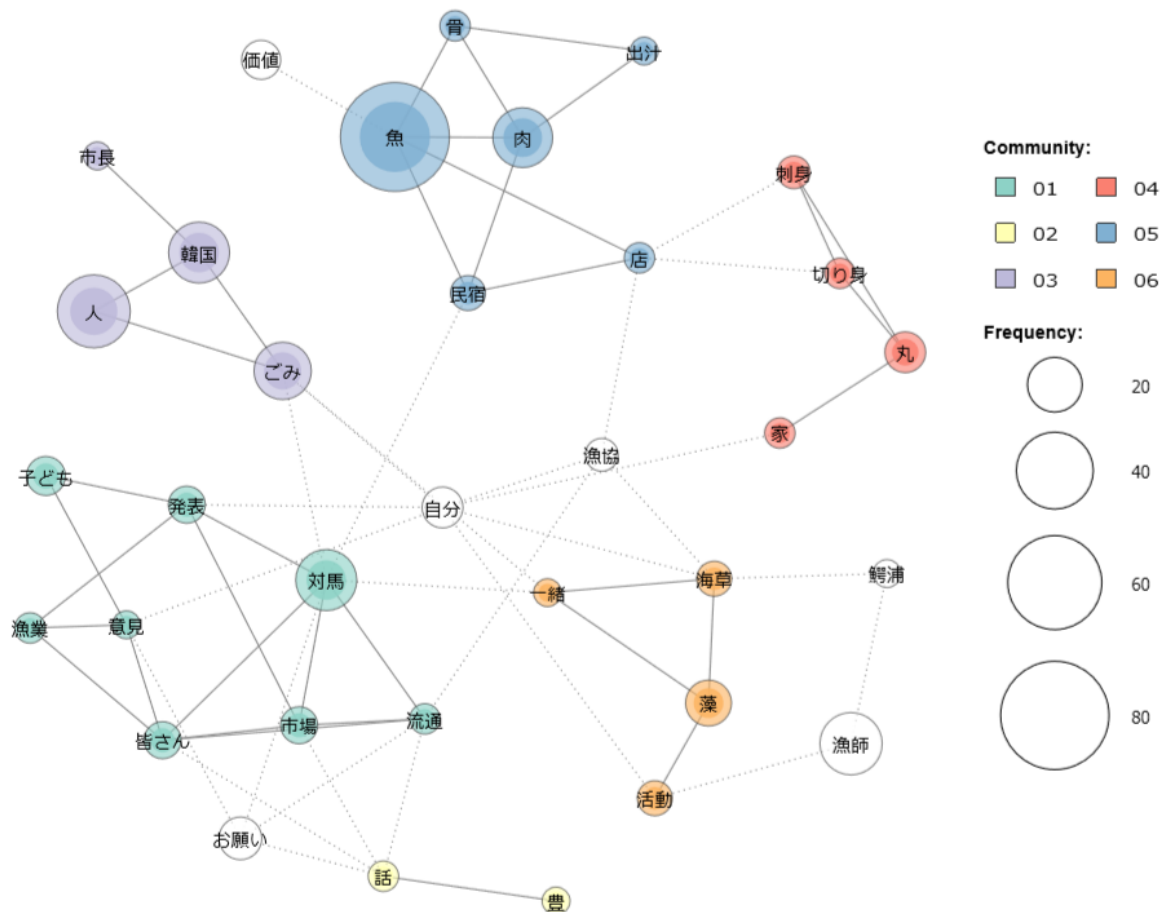 骨
出汁
価値
魚
肉
市長
刺身
韓国
店
切り身
民宿
人
丸
ごみ
家
漁協
子ども
発表
自分
対馬
海草
鰐浦
一緒
漁業
意見
藻
流通
市場
皆さん
漁師
活動
お願い
話
豊
Community:
01
04
02
05
03
06
Frequency:
20
40
60
80